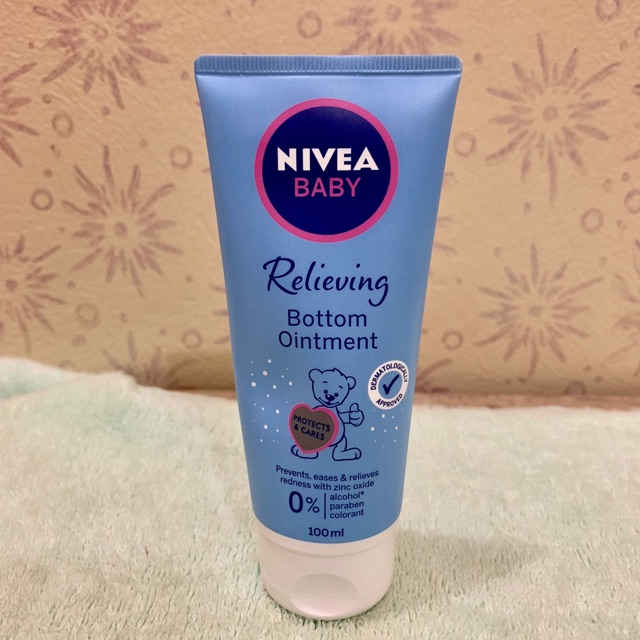 NIVEA
BABY
Relieving
Bottom
Ointment
DERMATOLOGICALLY
APPROVED
PROTECTS
& CARES
Prevents, eases & relieves
redness with zinc oxide
0%
alcohol*
paraben
colorant
100ml